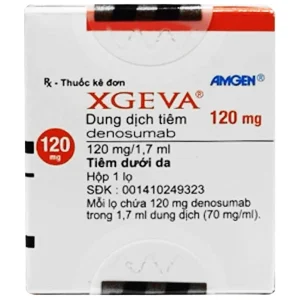 Rx - Thuốc kê đơn
AMGEN®
XGEVA®
Dung dịch tiêm 120 mg
denosumab
120 mg
120 mg/1,7 ml
Tiêm dưới da
Hộp 1 lọ
SĐK : 001410249323
Mỗi lọ chứa 120 mg denosumab
trong 1,7 ml dung dịch (70 mg/ml).